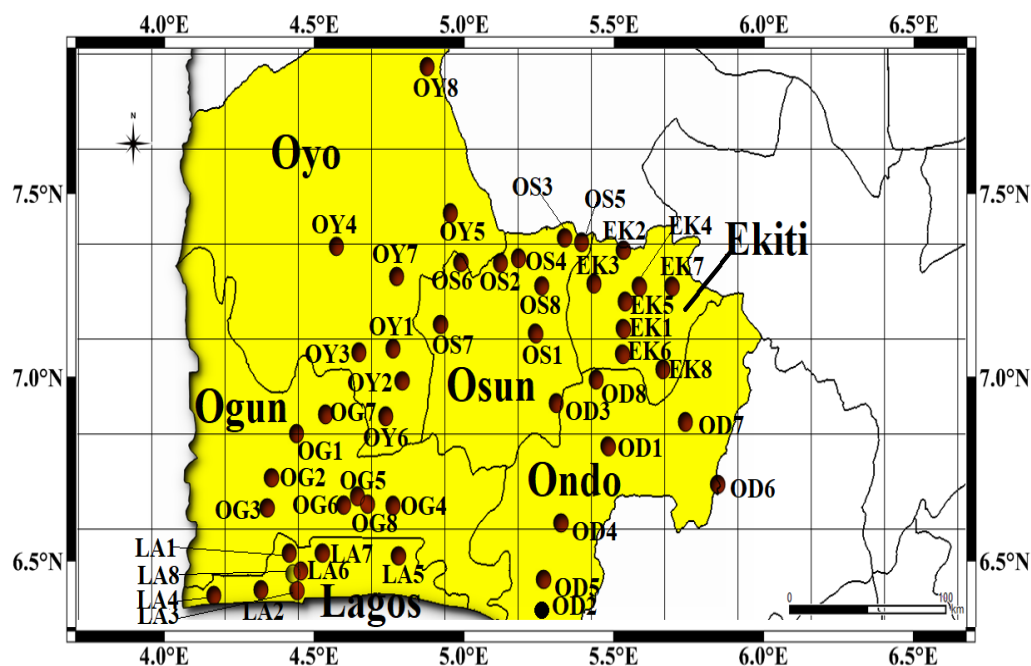 4.0°E 4.5°E 5.0°E 5.5°E 6.0°E 6.5°E
N
OY8
Oyo
7.5°N 7.5°N
OS3 OS5
OY4 OY5 EK2 EK4
Ekiti
OY7 OS6 OS2 OS4 EK3 EK7
OS8
EK5
OY1 OS7 OS1 EK1
OY3 EK6
7.0°N OY2 Osun EK8 7.0°N
Ogun OG7 OD8
OD3
OY6 OD7
OG1 OD1
OG2 OG5 Ondo OD6
OG3 OG6 OG4
OG8 OD4
LA1 LA7
6.5°N 6.5°N
LA8 LA6 LA5
LA4 OD5
LA3 LA2 Lagos OD2
0 100
km
4.0°E 4.5°E 5.0°E 5.5°E 6.0°E 6.5°E